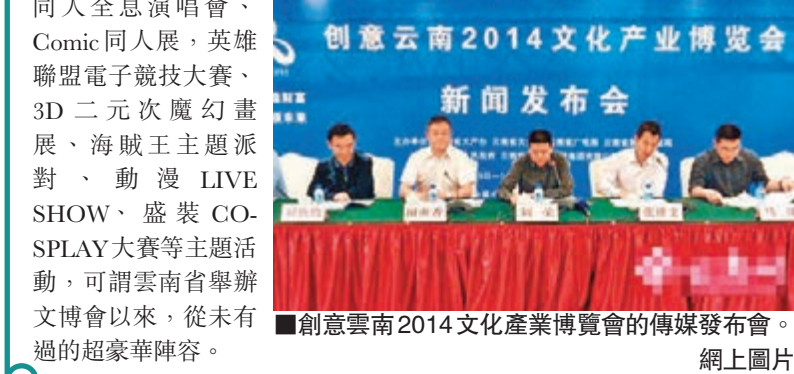 同人全息演唱會、
Comic同人展，英雄
聯盟電子競技大賽、
3D二元次魔幻畫
展、海賊王主題派
對、動漫LIVE
SHOW、盛裝CO-
SPLAY大賽等主題活
動，可謂雲南省舉辦
文博會以來，從未有
過的超豪華陣容。
创意云南2014文化产业博览会
新闻发布会
■創意雲南2014文化產業博覽會的傳媒發布會。
網上圖片